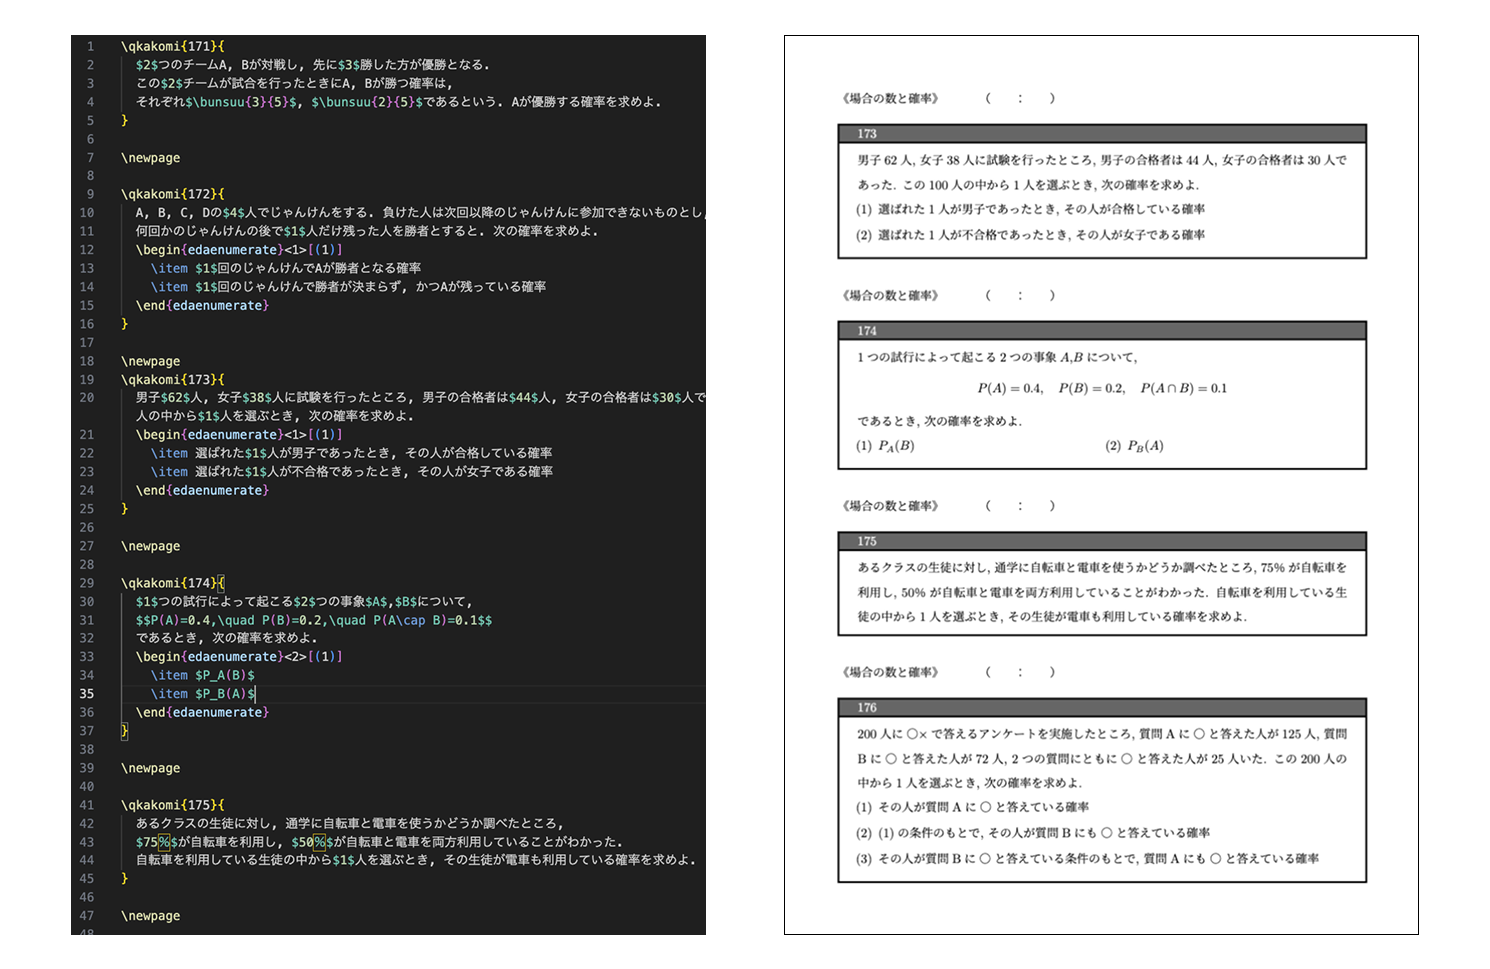 1 \qkakomi{171}{
2 $2$つのチームA, Bが対戦し, 先に$3$勝した方が優勝となる.
3 この$2$チームが試合を行ったときにA, Bが勝つ確率は,
4 それぞれ$\bunsuu{3}{5}$, $\bunsuu{2}{5}$であるという. Aが優勝する確率を求めよ.
5 }
6
7 \newpage
8
9 \qkakomi{172}{
10 A, B, C, Dの$4$人でじゃんけんをする. 負けた人は次回以降のじゃんけんに参加できないものとし,
11 何回かのじゃんけんの後で$1$人だけ残った人を勝者とすると. 次の確率を求めよ.
12 \begin{edaenumerate}<1>[(1)]
13 \item $1$回のじゃんけんでAが勝者となる確率
14 \item $1$回のじゃんけんで勝者が決まらず, かつAが残っている確率
15 \end{edaenumerate}
16 }
17
18 \newpage
19 \qkakomi{173}{
20 男子$62$人, 女子$38$人に試験を行ったところ, 男子の合格者は$44$人, 女子の合格者は$30$人で
人の中から$1$人を選ぶとき, 次の確率を求めよ.
21 \begin{edaenumerate}<1>[(1)]
22 \item 選ばれた$1$人が男子であったとき, その人が合格している確率
23 \item 選ばれた$1$人が不合格であったとき, その人が女子である確率
24 \end{edaenumerate}
25 }
26
27 \newpage
28
29 \qkakomi{174}{
30 $1$つの試行によって起こる$2$つの事象$A$,$B$について,
31 $$P(A)=0.4,\quad P(B)=0.2,\quad P(A\cap B)=0.1$$
32 であるとき, 次の確率を求めよ.
33 \begin{edaenumerate}<2>[(1)]
34 \item $P_A(B)$
35 \item $P_B(A)$
36 \end{edaenumerate}
37 }
38
39 \newpage
40
41 \qkakomi{175}{
42 あるクラスの生徒に対し, 通学に自転車と電車を使うかどうか調べたところ,
43 $75%$が自転車を利用し, $50%$が自転車と電車を両方利用していることがわかった.
44 自転車を利用している生徒の中から$1$人を選ぶとき, その生徒が電車も利用している確率を求めよ.
45 }
46
47 \newpage
48
《場合の数と確率》 ( : )
173
男子 62 人, 女子 38 人に試験を行ったところ, 男子の合格者は 44 人, 女子の合格者は 30 人で
あった. この 100 人の中から 1 人を選ぶとき, 次の確率を求めよ.
(1) 選ばれた 1 人が男子であったとき, その人が合格している確率
(2) 選ばれた 1 人が不合格であったとき, その人が女子である確率
《場合の数と確率》 ( : )
174
1 つの試行によって起こる 2 つの事象 A,B について,
P(A) = 0.4, P(B) = 0.2, P(A ∩ B) = 0.1
であるとき, 次の確率を求めよ.
(1) P_A(B) (2) P_B(A)
《場合の数と確率》 ( : )
175
あるクラスの生徒に対し, 通学に自転車と電車を使うかどうか調べたところ, 75% が自転車を
利用し, 50% が自転車と電車を両方利用していることがわかった. 自転車を利用している生
徒の中から 1 人を選ぶとき, その生徒が電車も利用している確率を求めよ.
《場合の数と確率》 ( : )
176
200 人に ○× で答えるアンケートを実施したところ, 質問 A に ○ と答えた人が 125 人, 質問
B に ○ と答えた人が 72 人, 2 つの質問にともに ○ と答えた人が 25 人いた. この 200 人の
中から 1 人を選ぶとき, 次の確率を求めよ.
(1) その人が質問 A に ○ と答えている確率
(2) (1) の条件のもとで, その人が質問 B にも ○ と答えている確率
(3) その人が質問 B に ○ と答えている条件のもとで, 質問 A にも ○ と答えている確率